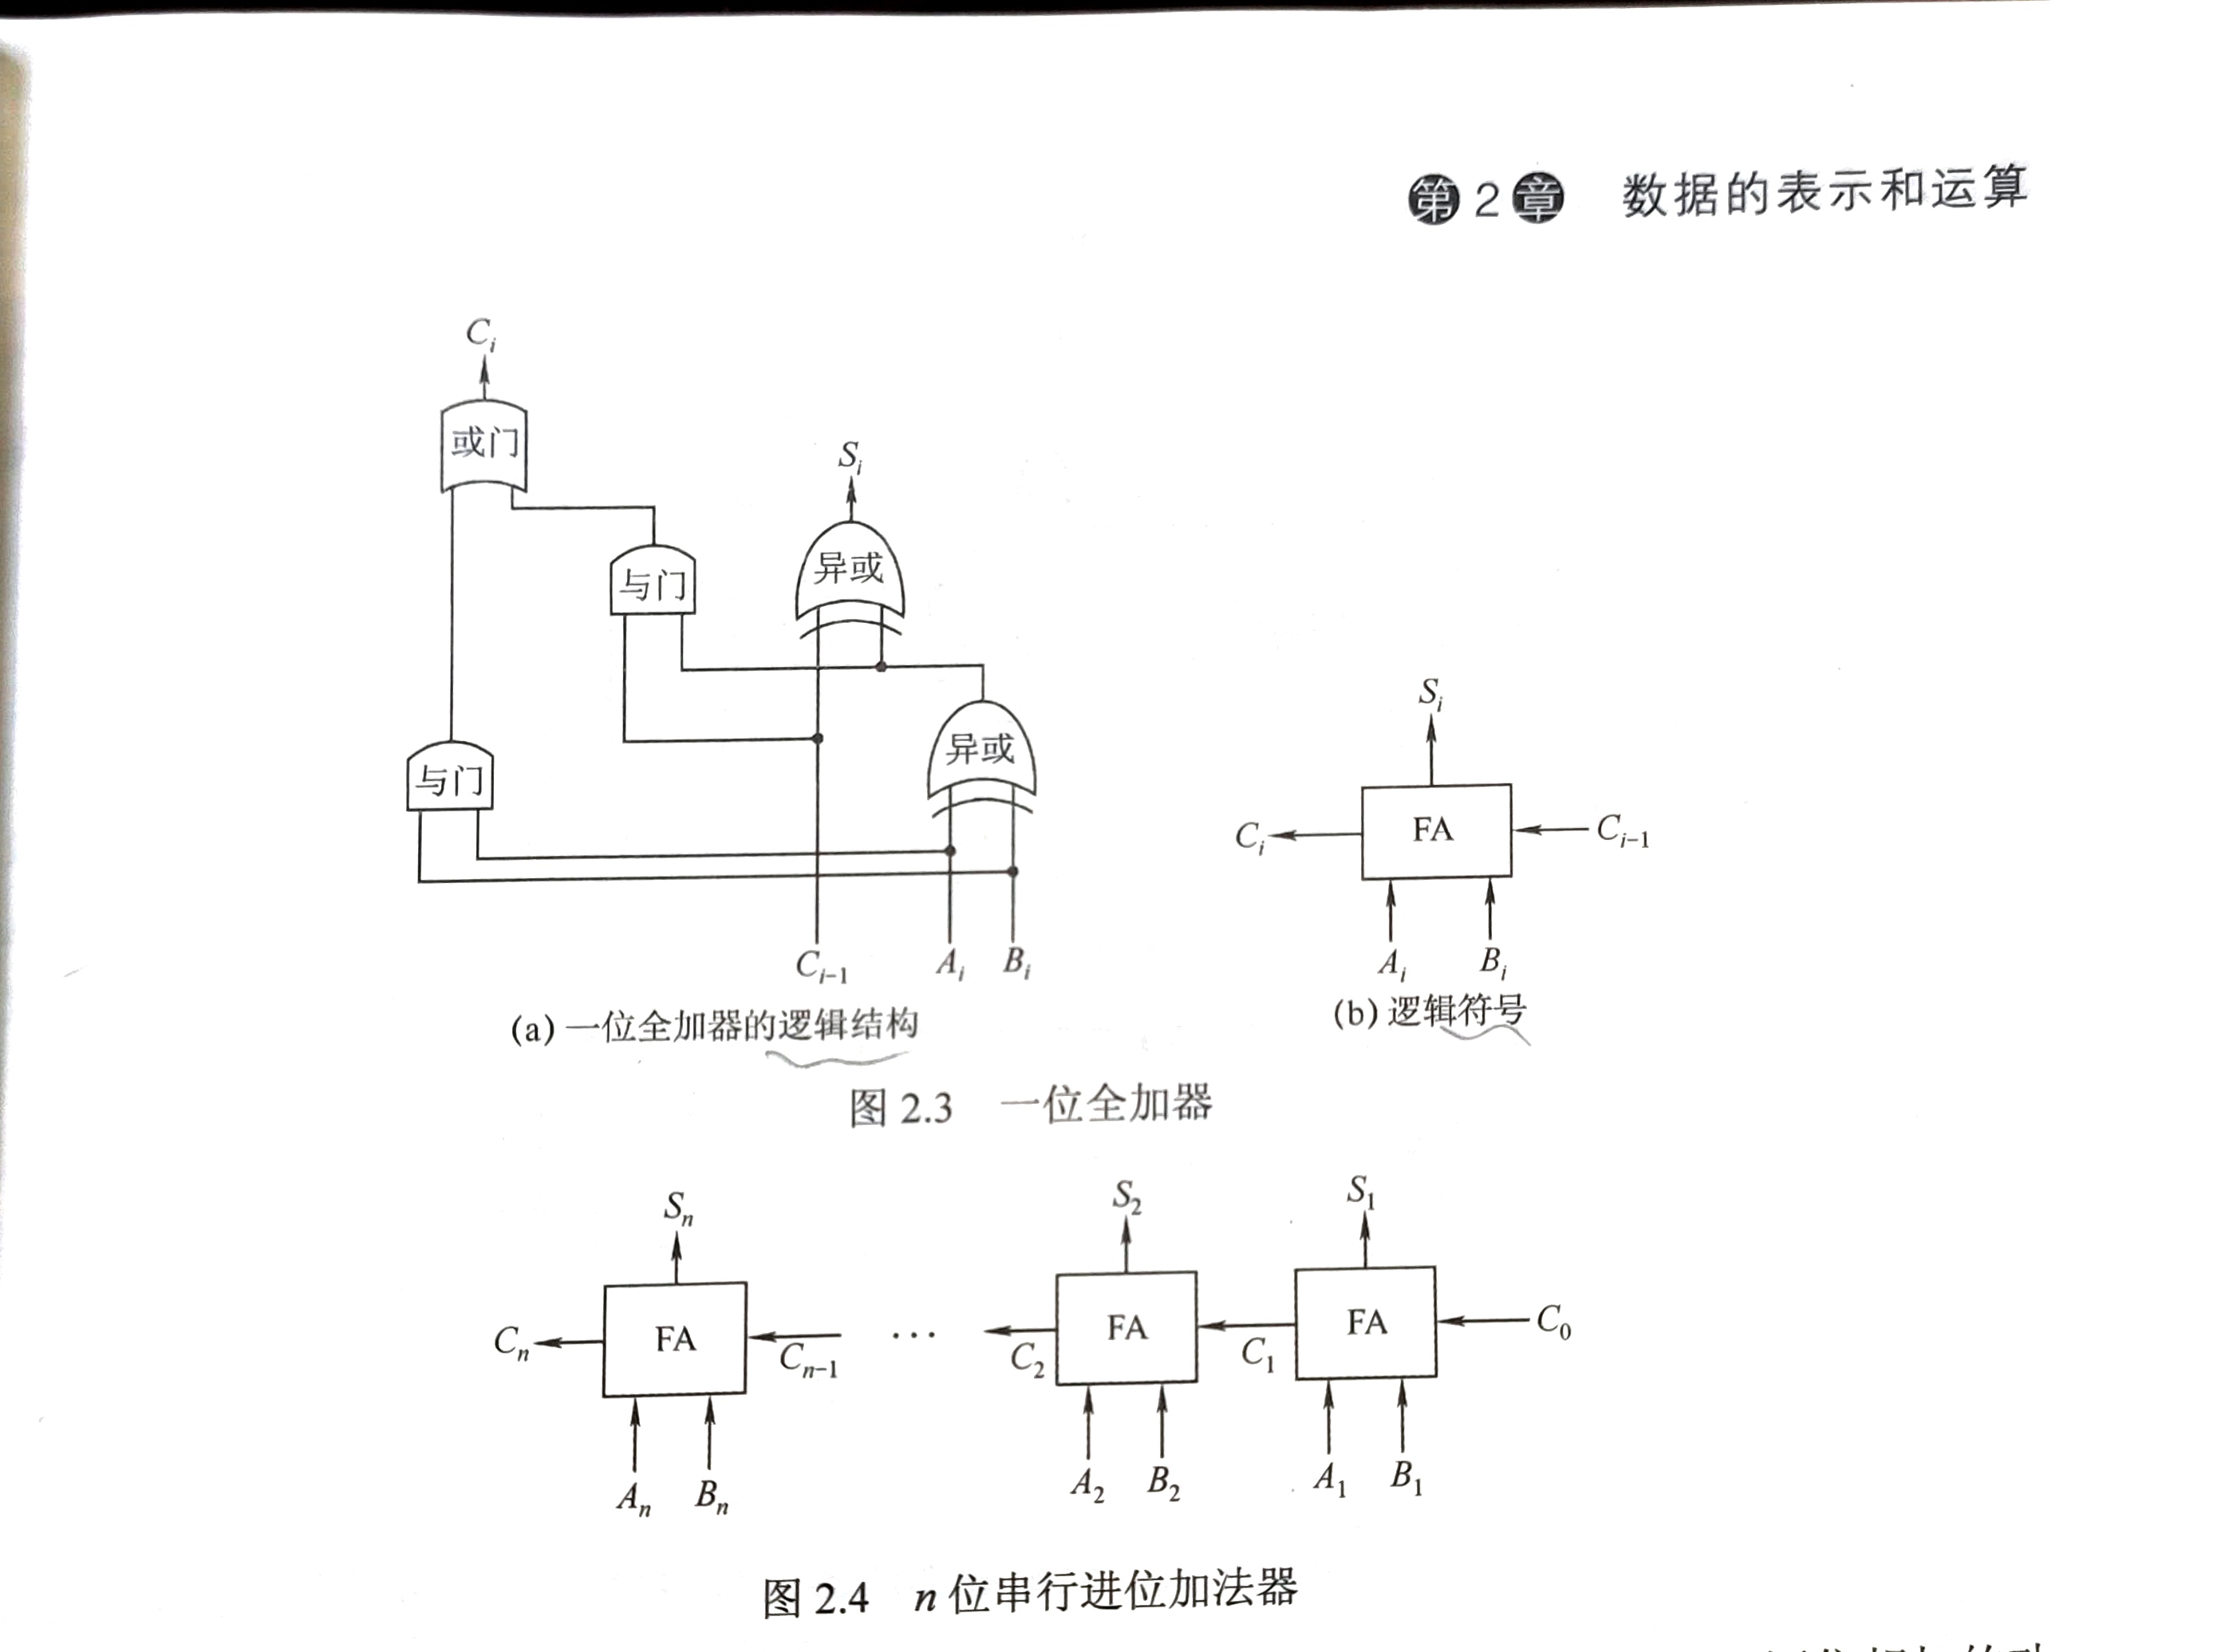 第2章 数据的表示和运算
C_i
或门
S_i
异或
与门
S_i
异或
与门
C_i FA C_{i-1}
C_{i-1} A_i B_i
A_i B_i
(a) 一位全加器的逻辑结构
(b) 逻辑符号
图 2.3 一位全加器
S_n S_2 S_1
C_n FA C_{n-1} ··· C_2 FA C_1 FA C_0
A_n B_n A_2 B_2 A_1 B_1
图 2.4 n 位串行进位加法器